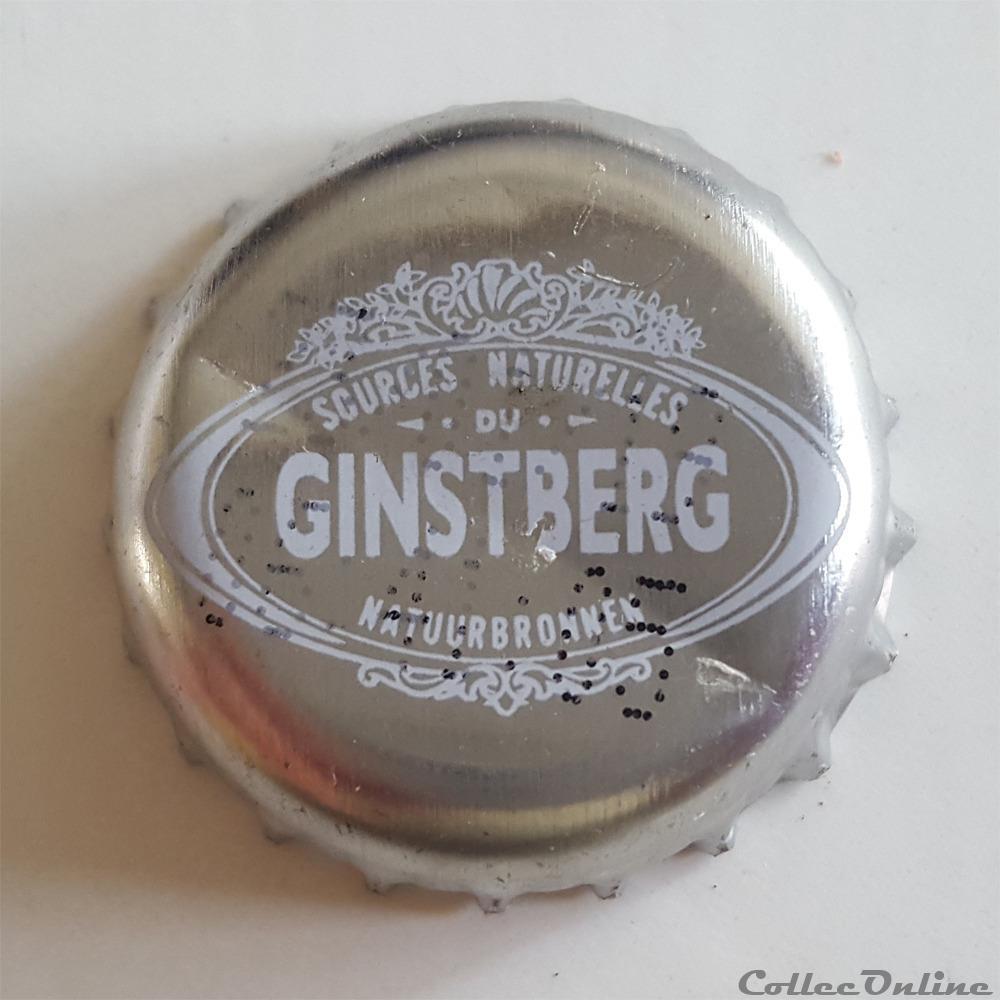 SOURCES NATURELLES
DU
GINSTBERG
NATUURBRONNEN
CollecOnline